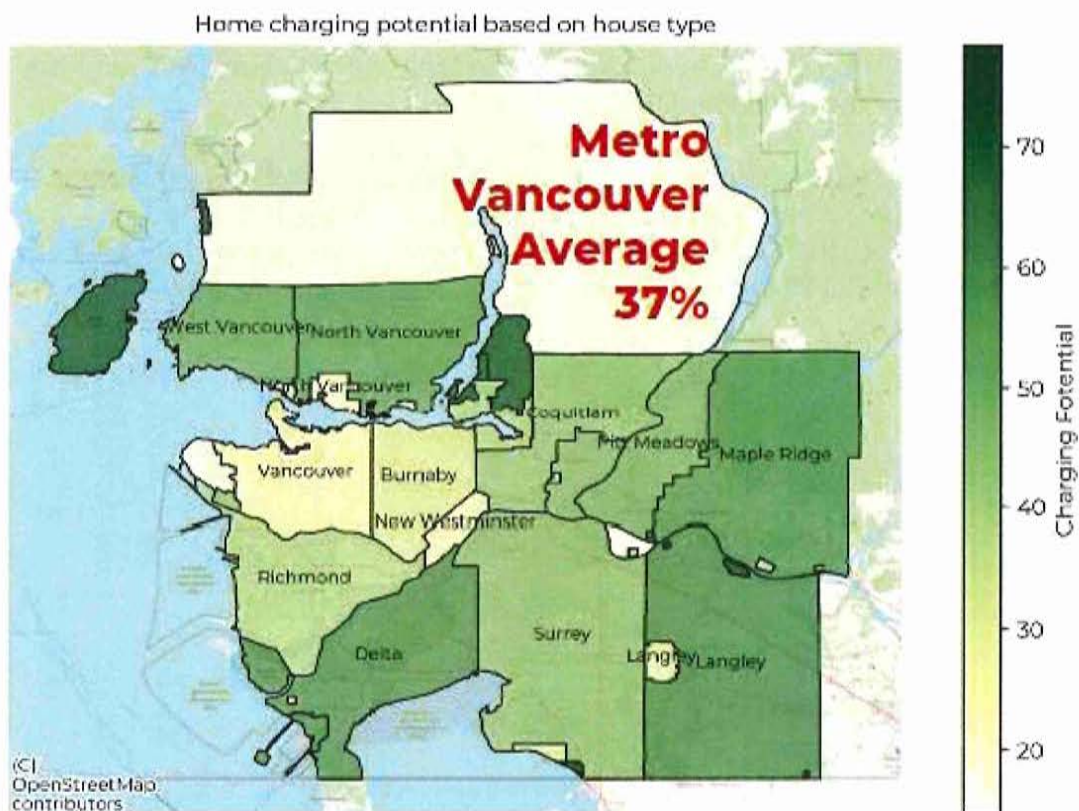 Home charging potential based on house type
Metro
Vancouver
Average
37%
West Vancouver
North Vancouver
North Vancouver
Coquitlam
Pitt Meadows
Maple Ridge
Vancouver
Burnaby
New Westminster
Richmond
Surrey
Delta
Langley
Langley
70
60
50
40
30
20
Charging Potential
(C)
OpenStreetMap
contributors